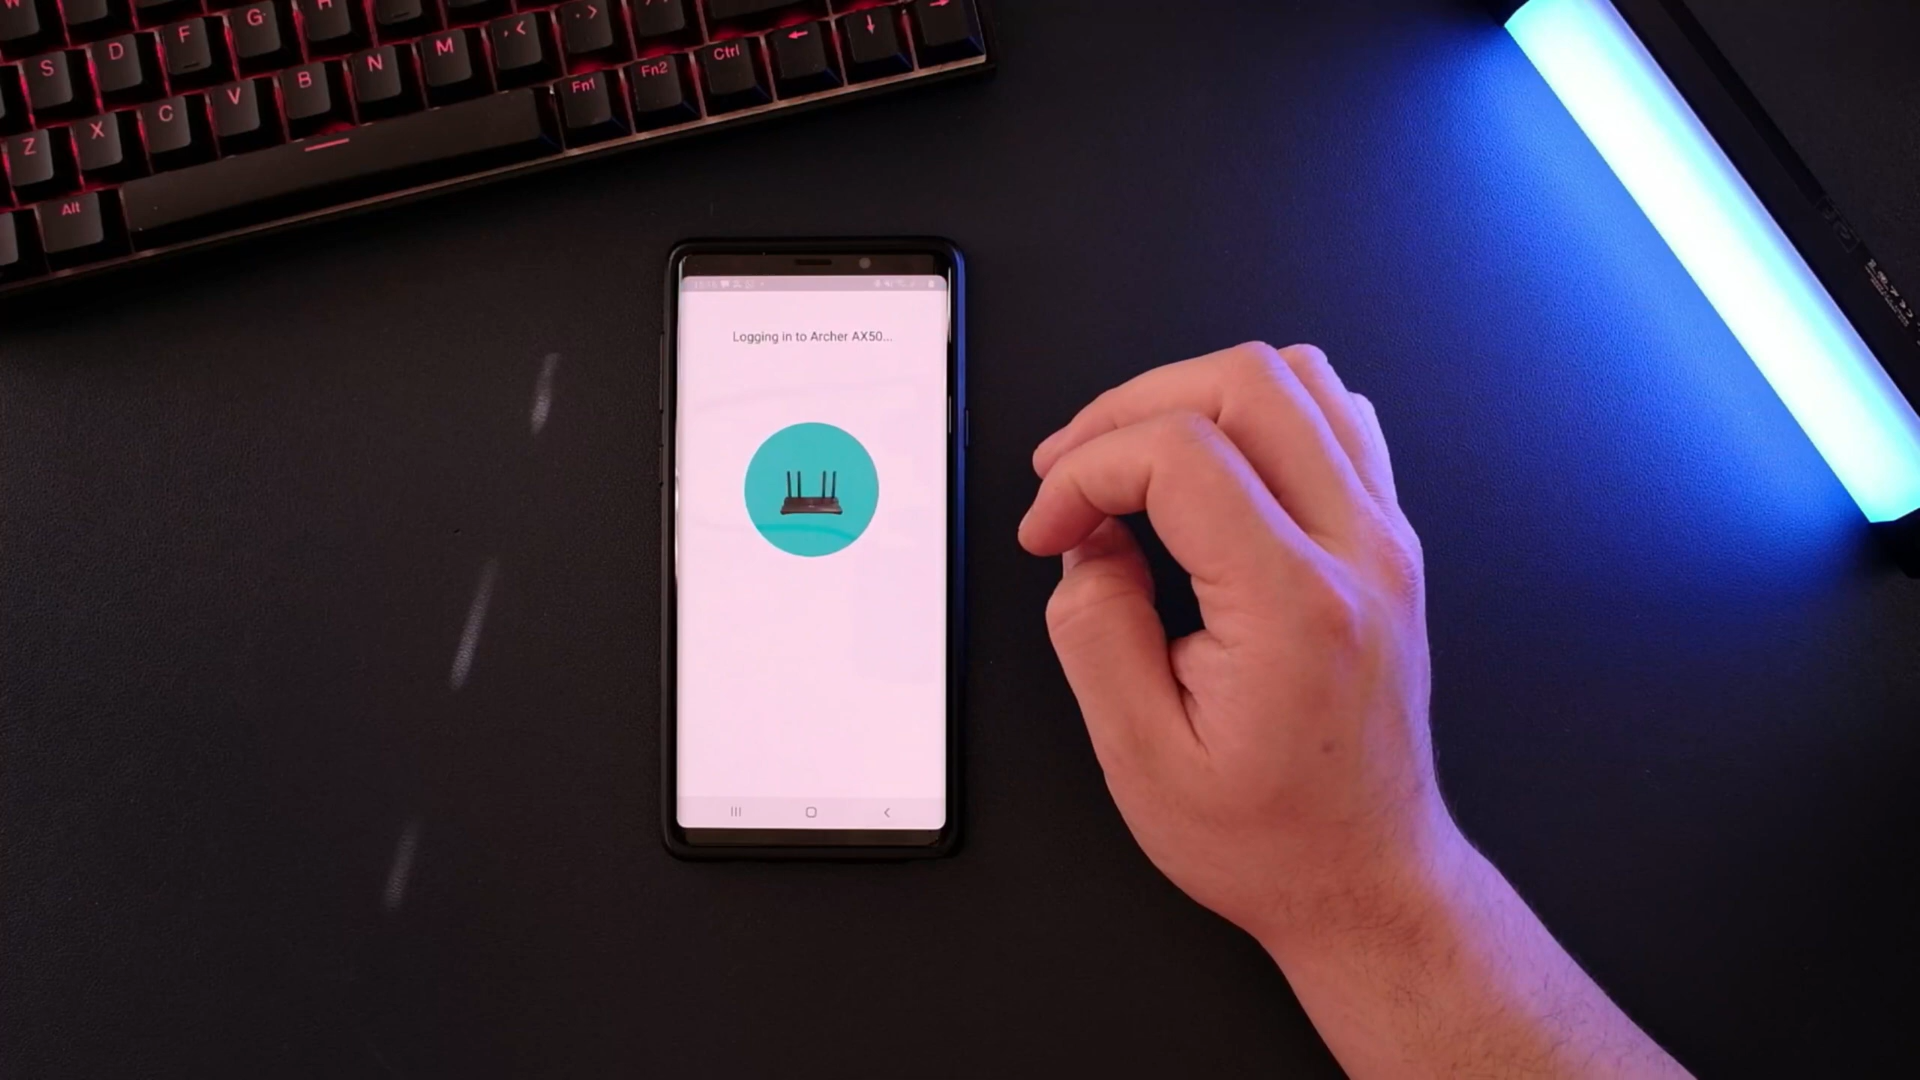 G
H
S
D
F
Z
X
C
V
B
N
M
, <
. >
Alt
Fn1
Fn2
Ctrl
Logging in to Archer AX50...